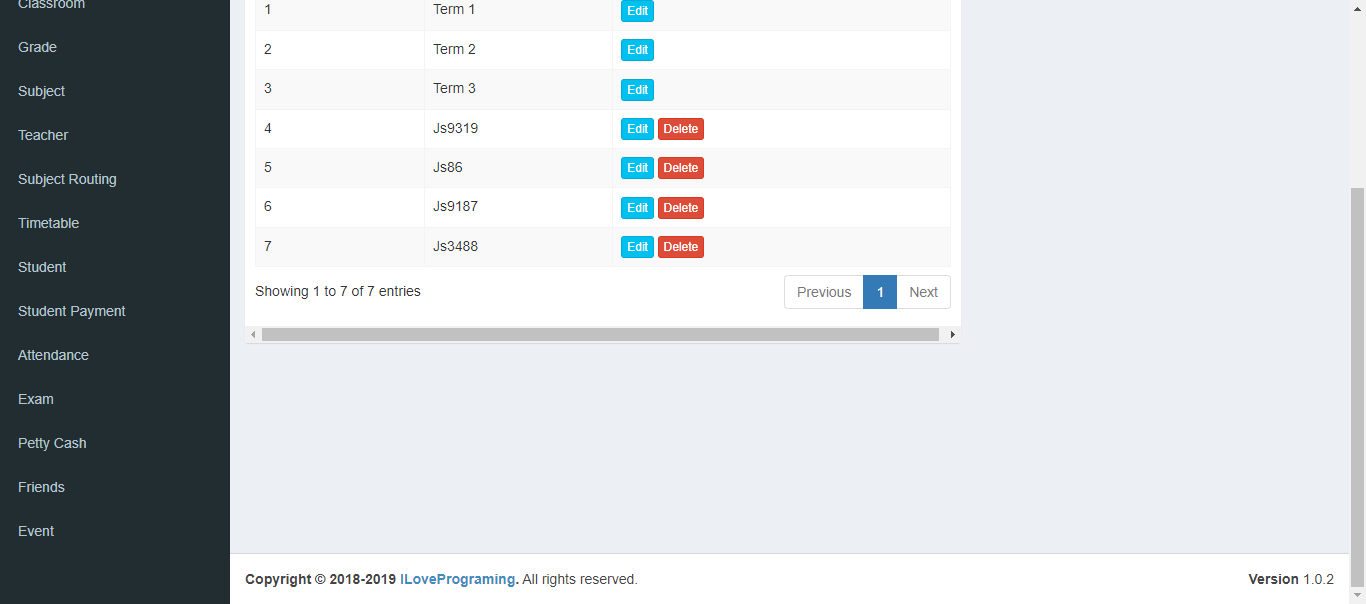 Classroom
Grade
Subject
Teacher
Subject Routing
Timetable
Student
Student Payment
Attendance
Exam
Petty Cash
Friends
Event
1 Term 1 Edit
2 Term 2 Edit
3 Term 3 Edit
4 Js9319 Edit Delete
5 Js86 Edit Delete
6 Js9187 Edit Delete
7 Js3488 Edit Delete
Showing 1 to 7 of 7 entries Previous 1 Next
Copyright © 2018-2019 ILovePrograming. All rights reserved. Version 1.0.2